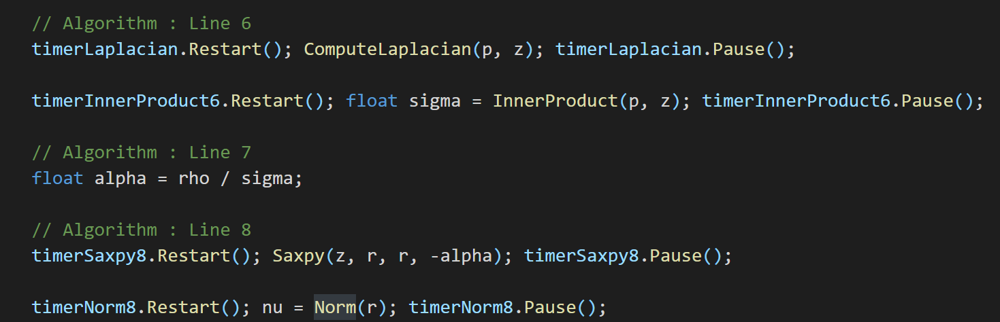 // Algorithm : Line 6
timerLaplacian.Restart(); ComputeLaplacian(p, z); timerLaplacian.Pause();
timerInnerProduct6.Restart(); float sigma = InnerProduct(p, z); timerInnerProduct6.Pause();
// Algorithm : Line 7
float alpha = rho / sigma;
// Algorithm : Line 8
timerSaxpy8.Restart(); Saxpy(z, r, r, -alpha); timerSaxpy8.Pause();
timerNorm8.Restart(); nu = Norm(r); timerNorm8.Pause();